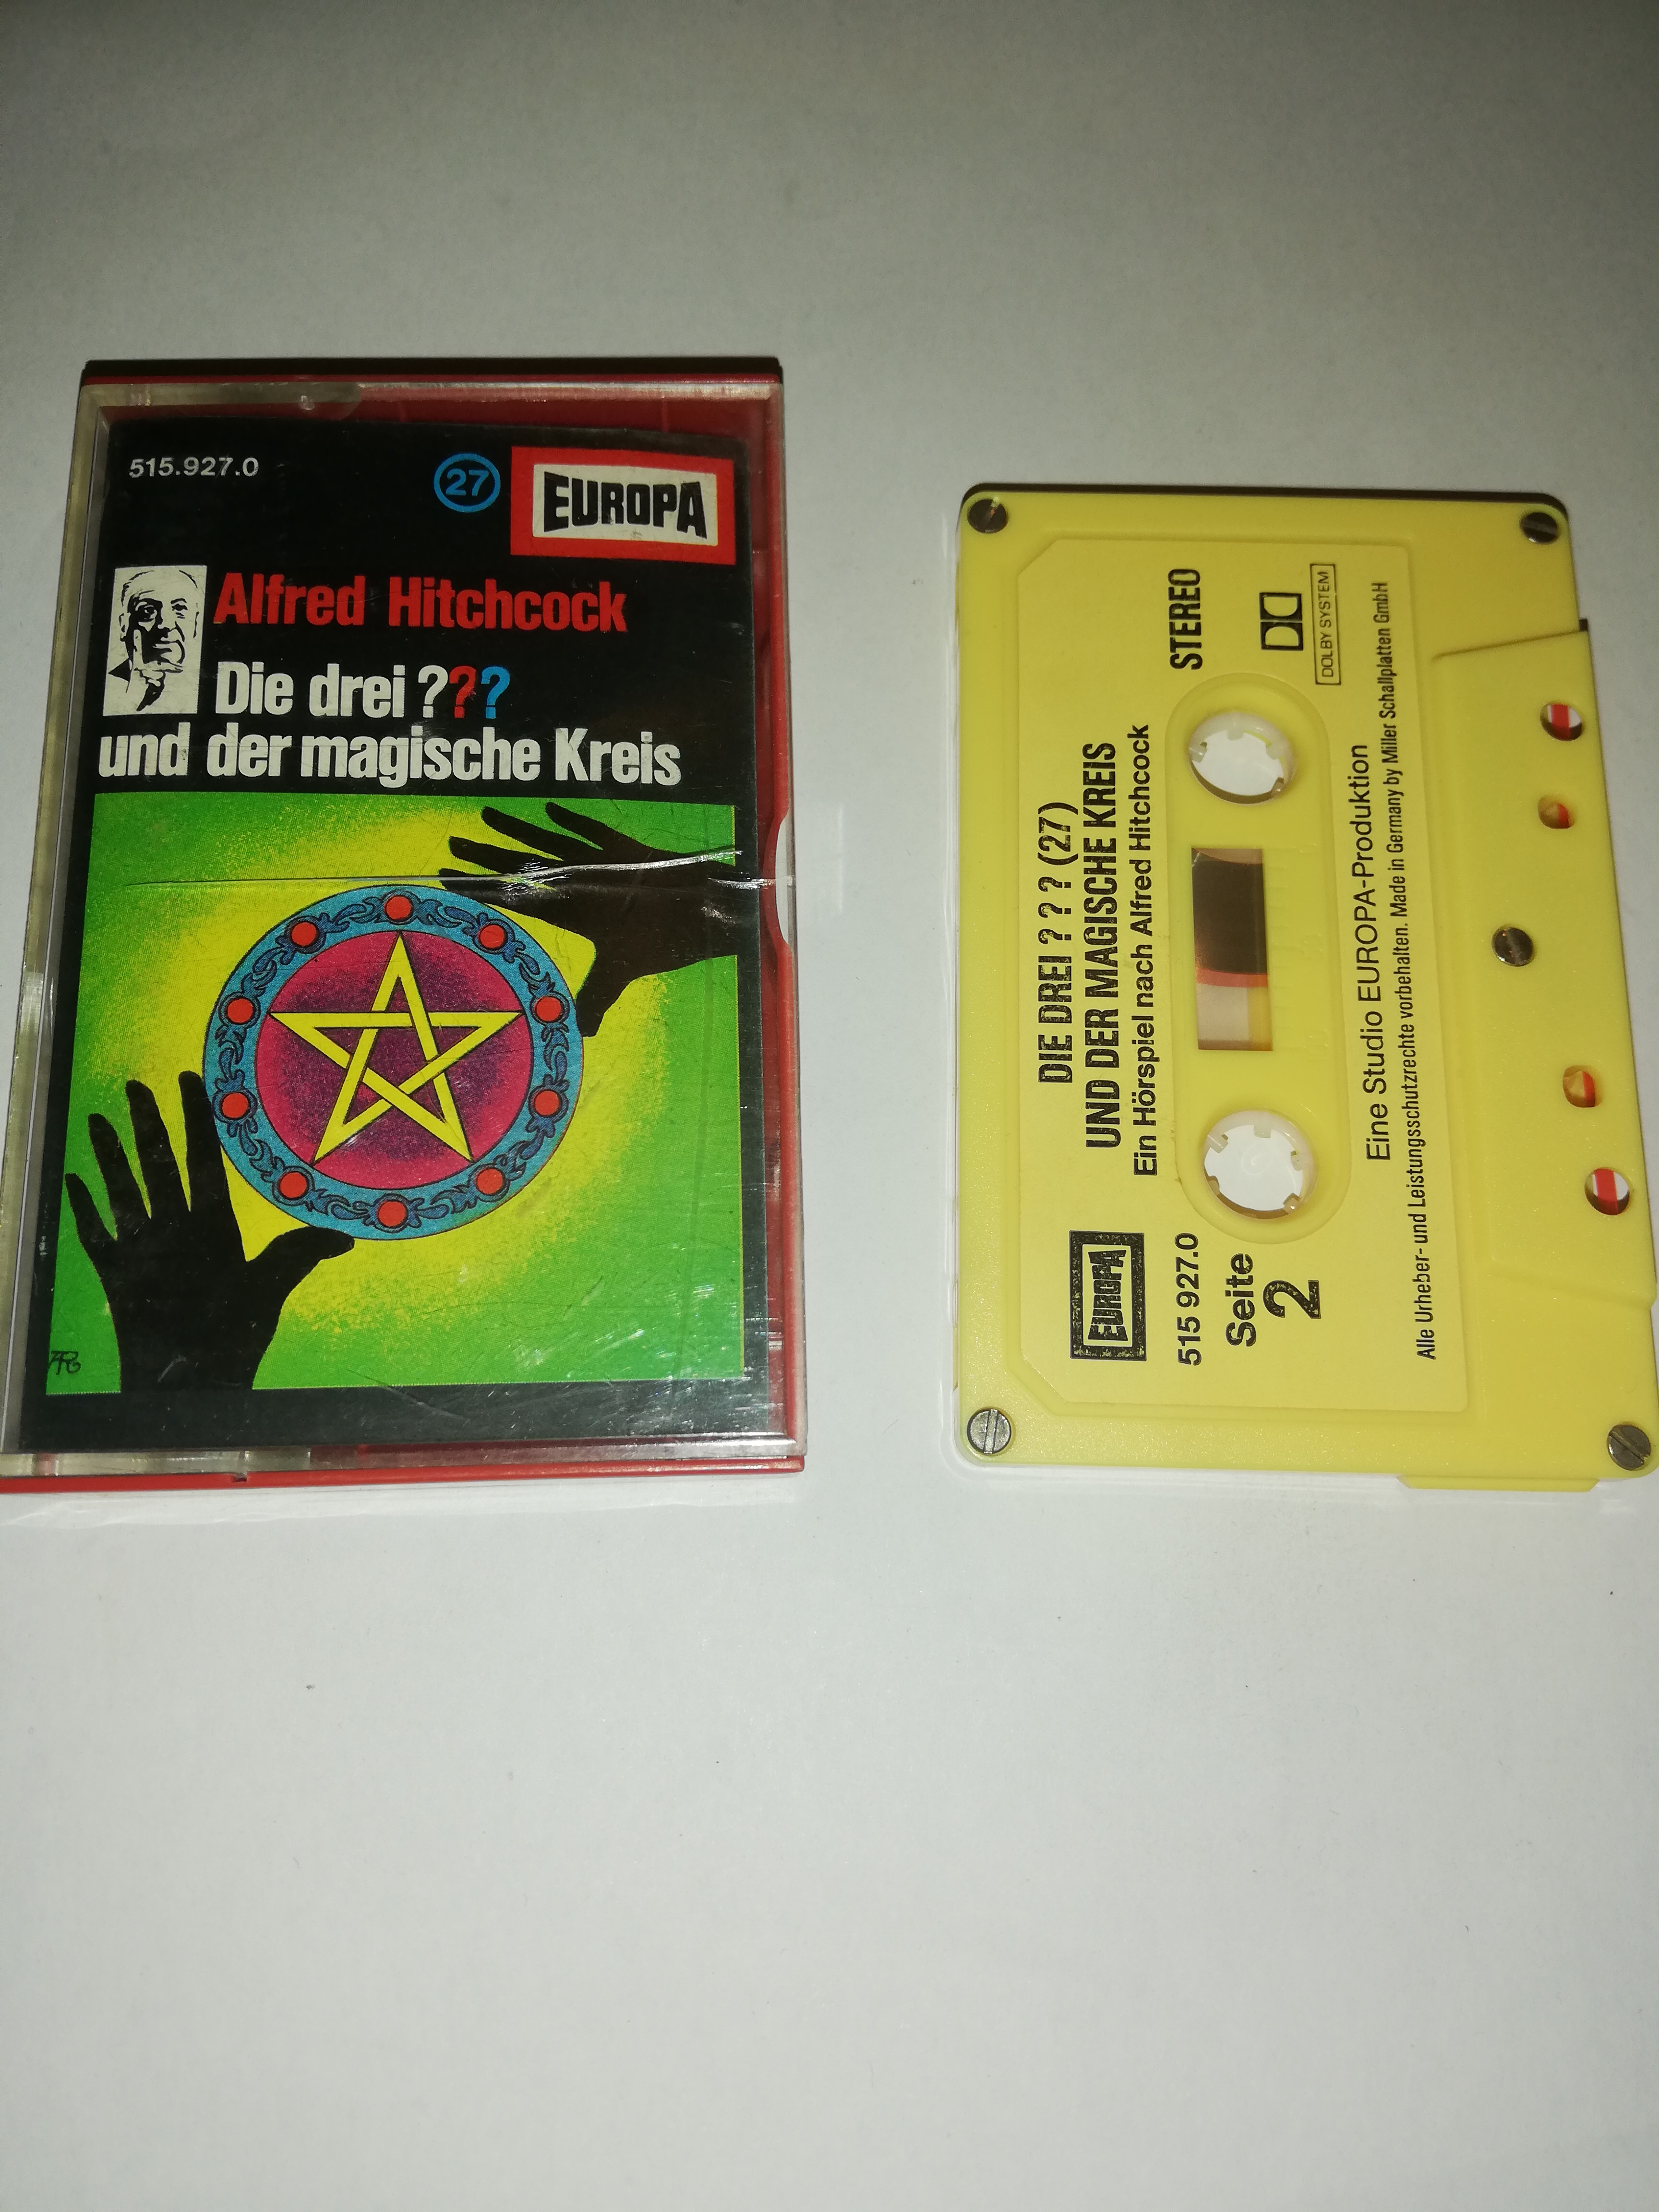 515.927.0
27
EUROPA
Alfred Hitchcock
Die drei ???
und der magische Kreis
DIE DREI ? ? ? (27)
UND DER MAGISCHE KREIS
Ein Hörspiel nach Alfred Hitchcock
EUROPA
515 927.0
STEREO
Seite
2
DOLBY SYSTEM
Eine Studio EUROPA-Produktion
Alle Urheber- und Leistungsschutzrechte vorbehalten. Made in Germany by Miller Schallplatten GmbH